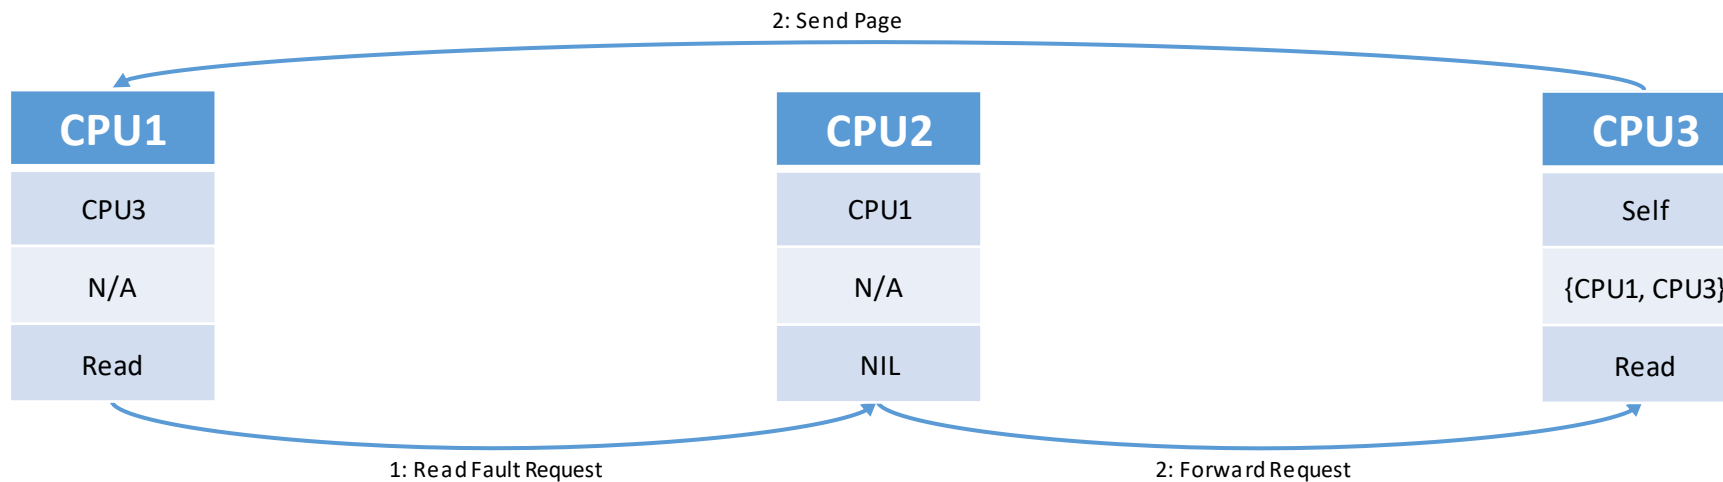 2: Send Page
CPU1
CPU2
CPU3
CPU3
CPU1
Self
N/A
N/A
{CPU1, CPU3}
Read
NIL
Read
1: Read Fault Request
2: Forward Request